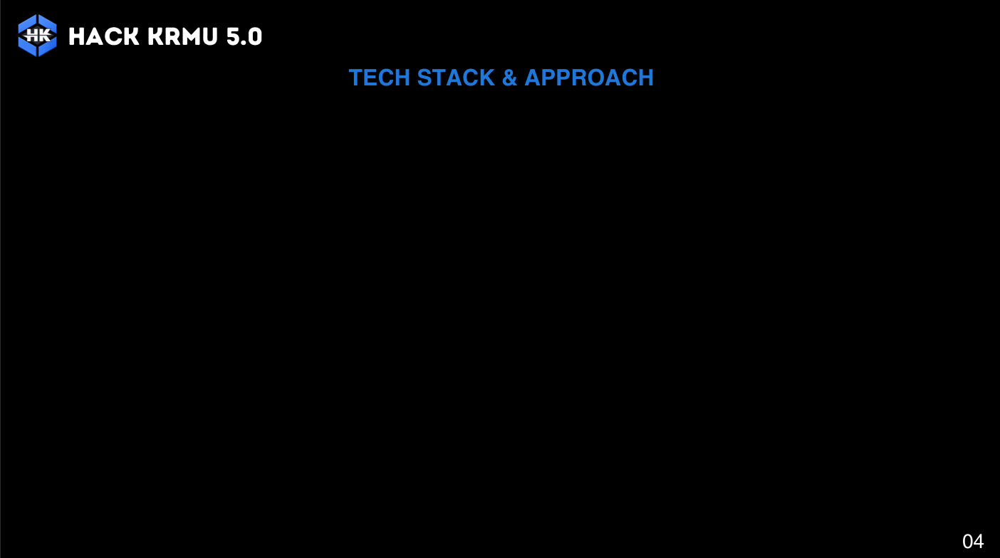 HK
HACK KRMU 5.0
TECH STACK & APPROACH
04